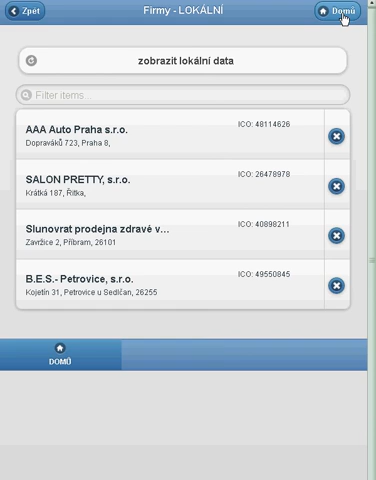 Zpět
Firmy - LOKÁLNÍ
Domů
zobrazit lokální data
Filter items...
AAA Auto Praha s.r.o.
ICO: 48114626
Dopraváků 723, Praha 8,
SALON PRETTY, s.r.o.
ICO: 26478978
Krátká 187, Řitka,
Slunovrat prodejna zdravé v...
ICO: 40898211
Zavržice 2, Příbram, 26101
B.E.S.- Petrovice, s.r.o.
ICO: 49550845
Kojetín 31, Petrovice u Sedlčan, 26255
DOMŮ